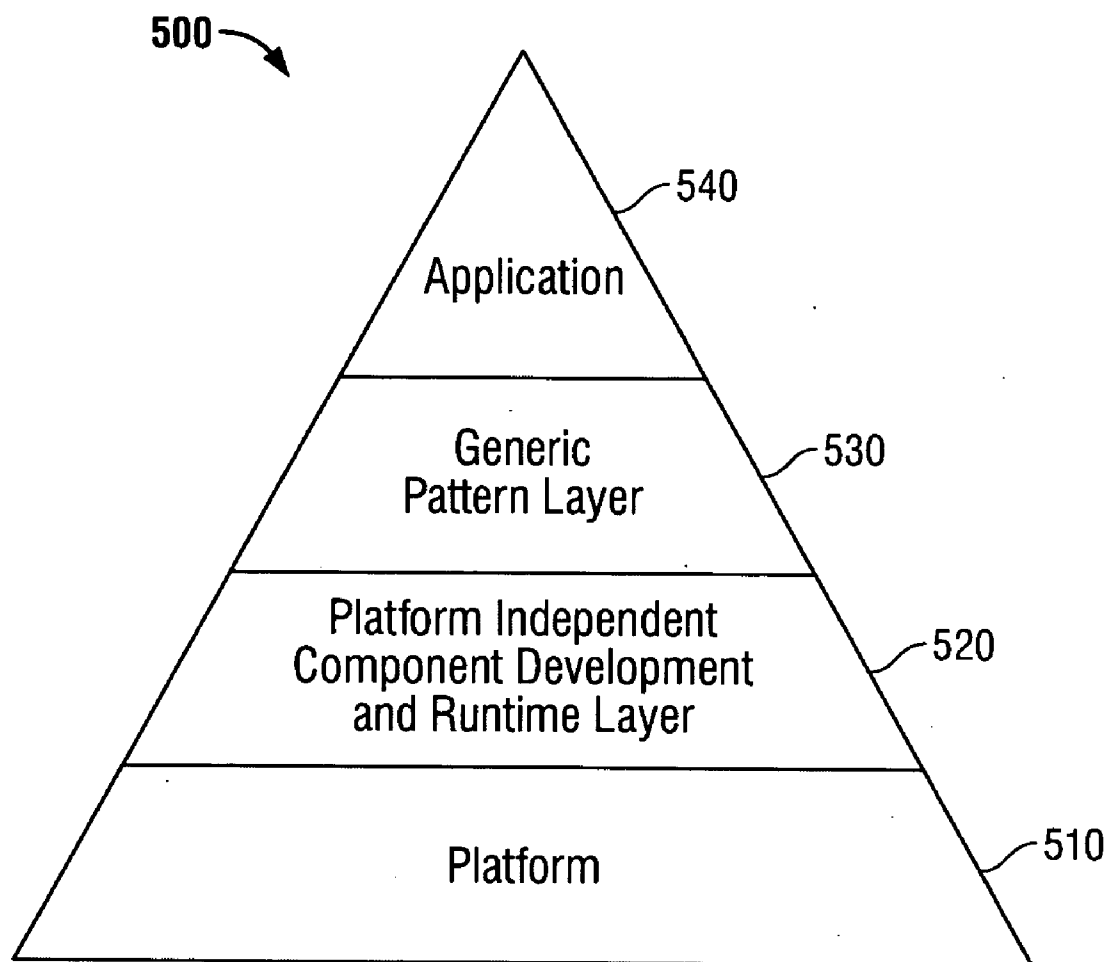 500
540
Application
Generic
Pattern Layer
530
Platform Independent
Component Development
and Runtime Layer
520
Platform
510